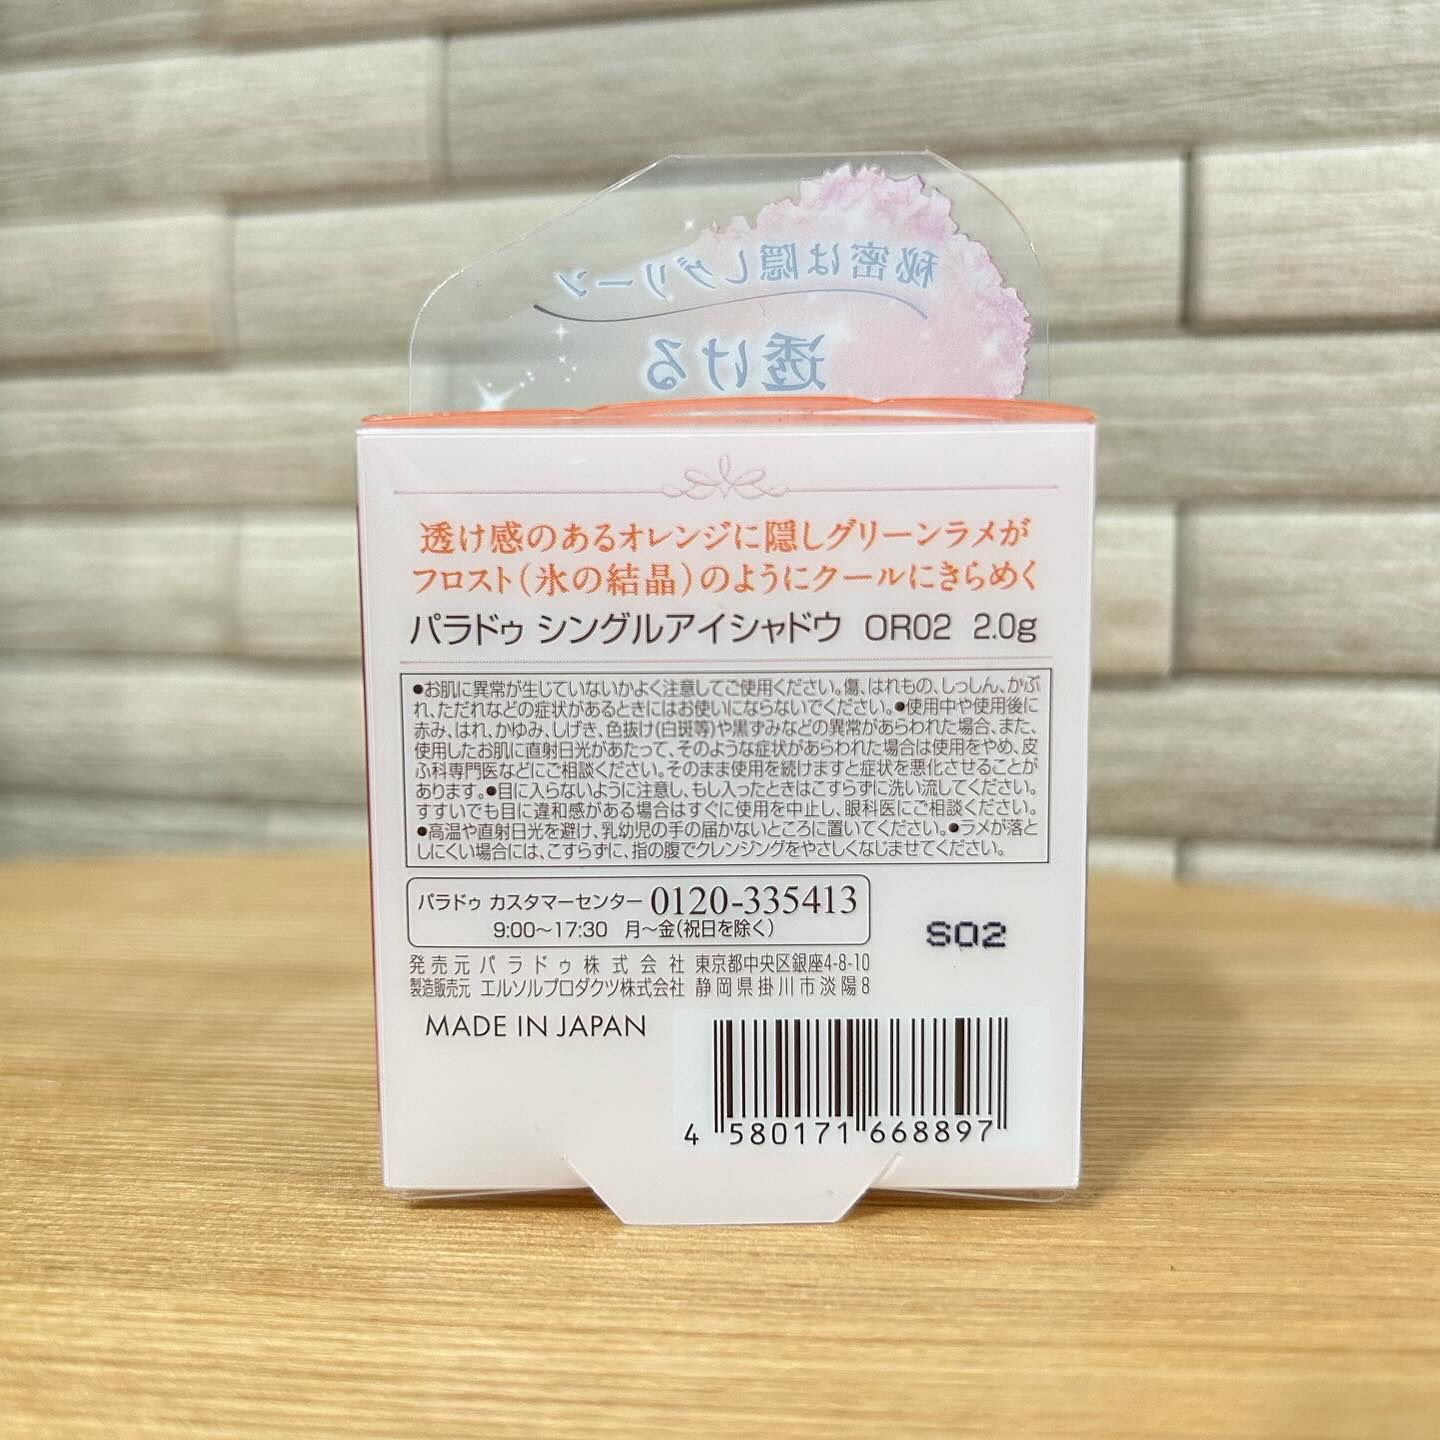 秘密は隠しグリーン
透ける
透け感のあるオレンジに隠しグリーンラメが
フロスト(氷の結晶)のようにクールにきらめく
パラドゥ シングルアイシャドウ OR02 2.0g
●お肌に異常が生じていないかよく注意してご使用ください。傷、はれもの、しっしん、かぶ
れ、ただれなどの症状があるときにはお使いにならないでください。●使用中や使用後に
赤み、はれ、かゆみ、しげき、色抜け(白斑等)や黒ずみなどの異常があらわれた場合、また、
使用したお肌に直射日光があたって、そのような症状があらわれた場合は使用をやめ、皮
ふ科専門医などにご相談ください。そのまま使用を続けますと症状を悪化させることが
あります。●目に入らないように注意し、もし入ったときはこすらずに洗い流してください。
すすいでも目に違和感がある場合はすぐに使用を中止し、眼科医にご相談ください。
●高温や直射日光を避け、乳幼児の手の届かないところに置いてください。●ラメが落と
しにくい場合には、こすらずに、指の腹でクレンジングをやさしくなじませてください。
パラドゥ カスタマーセンター 0120-335413
9:00〜17:30 月〜金(祝日を除く)
S02
発売元 パラドゥ株式会社 東京都中央区銀座4-8-10
製造販売元 エルソルプロダクツ株式会社 静岡県掛川市淡陽8
MADE IN JAPAN
4 580171 668897